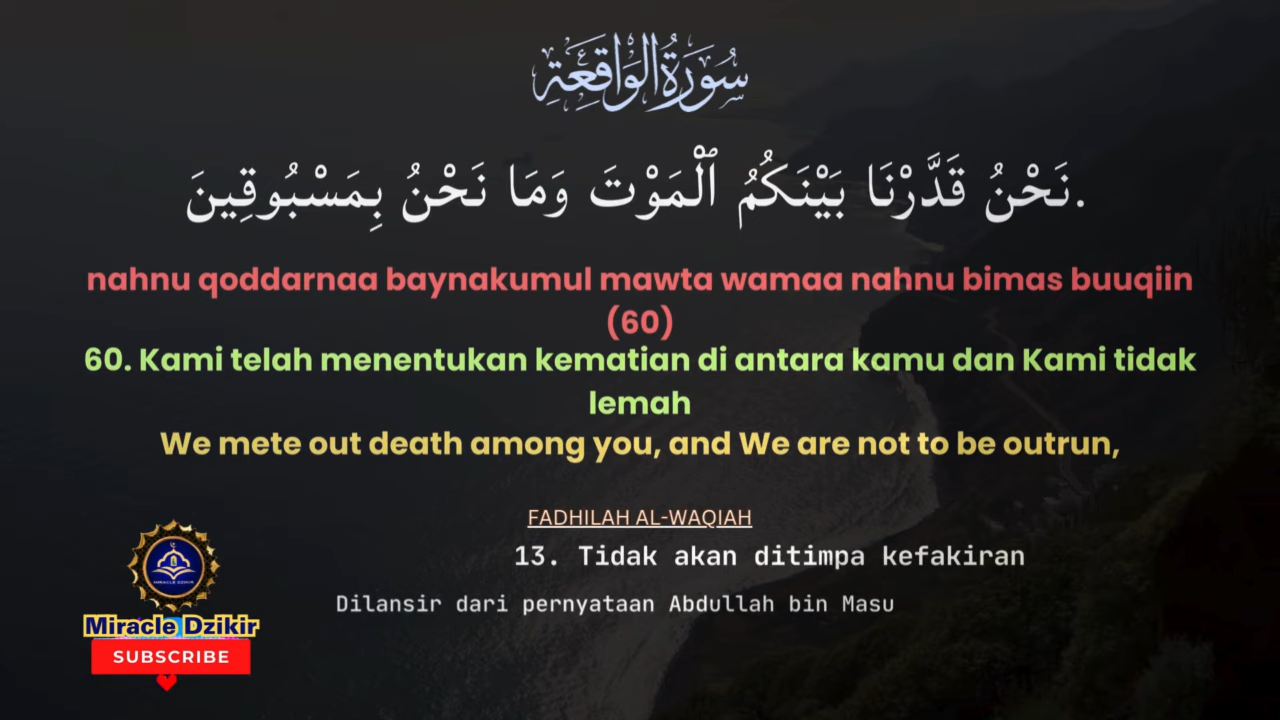 سُورَةُ الْوَاقِعَةِ
نَحْنُ قَدَّرْنَا بَيْنَكُمُ ٱلْمَوْتَ وَمَا نَحْنُ بِمَسْبُوقِينَ.
nahnu qoddarnaa baynakumul mawta wamaa nahnu bimas buuqiin
(60)
60. Kami telah menentukan kematian di antara kamu dan Kami tidak
lemah
We mete out death among you, and We are not to be outrun,
FADHILAH AL-WAQIAH
13. Tidak akan ditimpa kefakiran
Dilansir dari pernyataan Abdullah bin Masu
MIRACLE DZIKIR
Miracle Dzikir
SUBSCRIBE